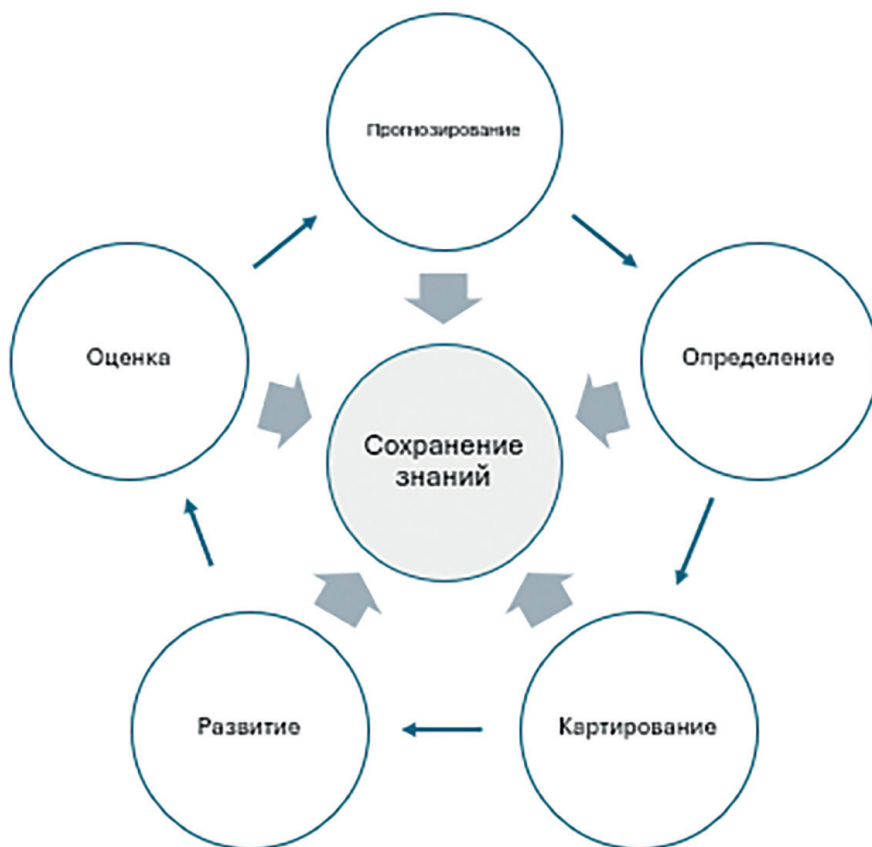 Прогнозирование
Оценка
Определение
Сохранение
знаний
Развитие
Картирование